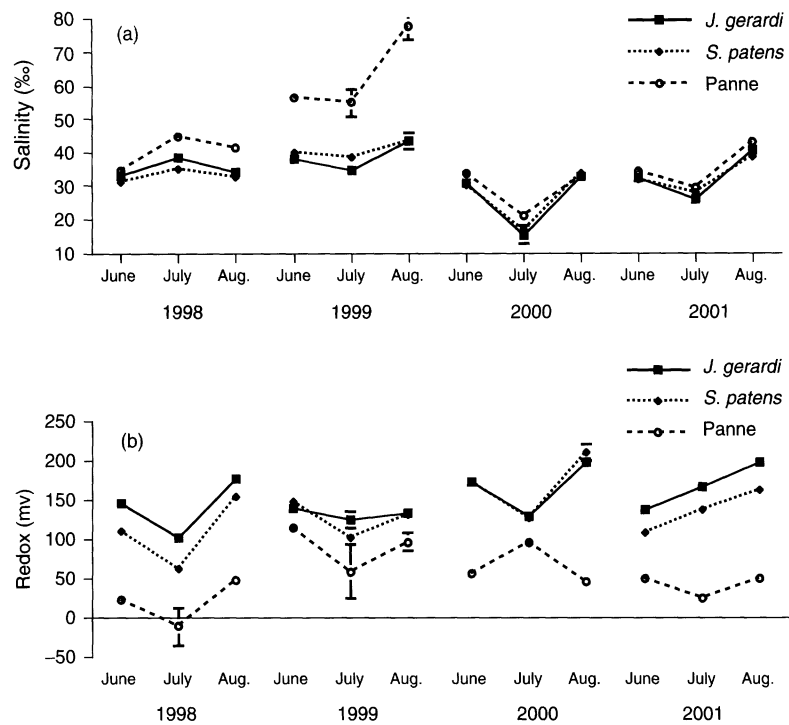 80
70
60
50
40
30
20
10
Salinity (‰)
(a)
J. gerardi
S. patens
Panne
June July Aug. June July Aug. June July Aug. June July Aug.
1998 1999 2000 2001
250
200
150
100
50
0
−50
Redox (mv)
(b)
J. gerardi
S. patens
Panne
June July Aug. June July Aug. June July Aug. June July Aug.
1998 1999 2000 2001